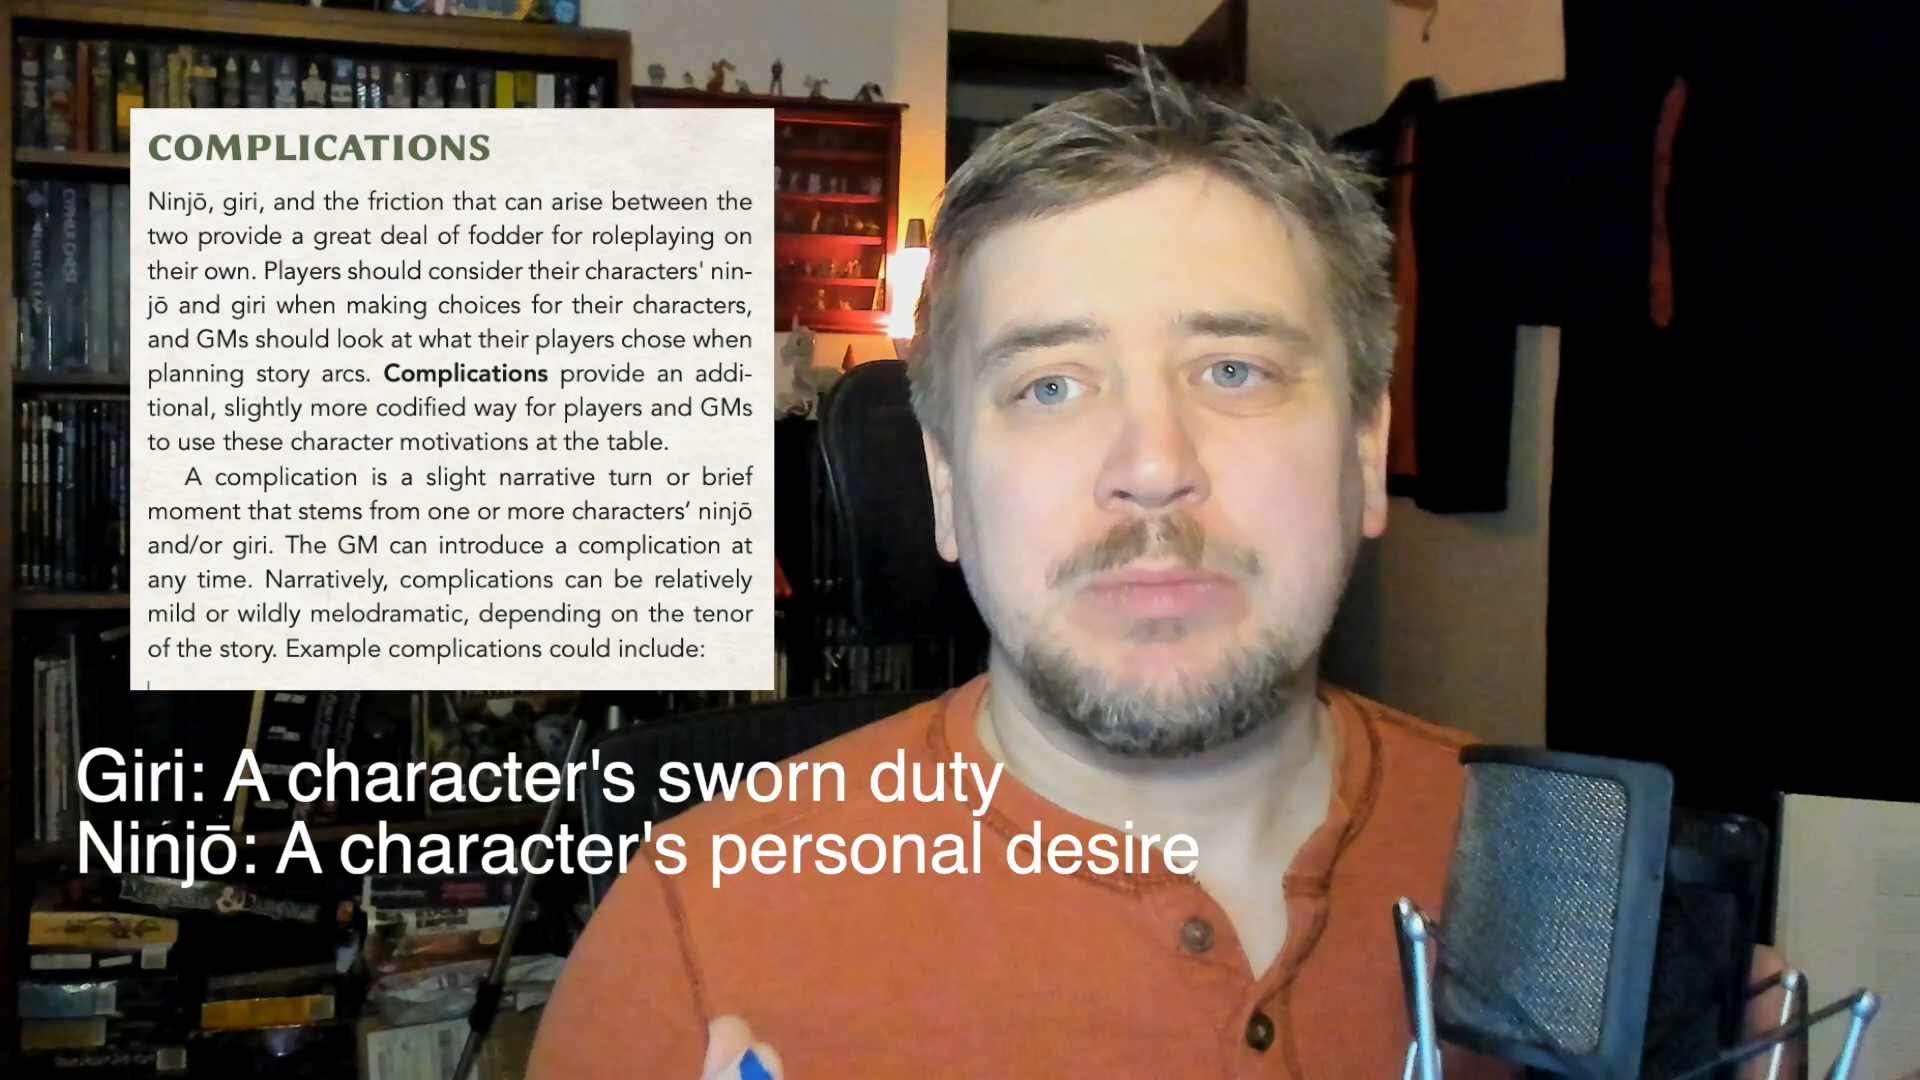 COMPLICATIONS
Ninjō, giri, and the friction that can arise between the
two provide a great deal of fodder for roleplaying on
their own. Players should consider their characters' nin-
jō and giri when making choices for their characters,
and GMs should look at what their players chose when
planning story arcs. Complications provide an addi-
tional, slightly more codified way for players and GMs
to use these character motivations at the table.
A complication is a slight narrative turn or brief
moment that stems from one or more characters’ ninjō
and/or giri. The GM can introduce a complication at
any time. Narratively, complications can be relatively
mild or wildly melodramatic, depending on the tenor
of the story. Example complications could include:
Giri: A character's sworn duty
Ninjō: A character's personal desire